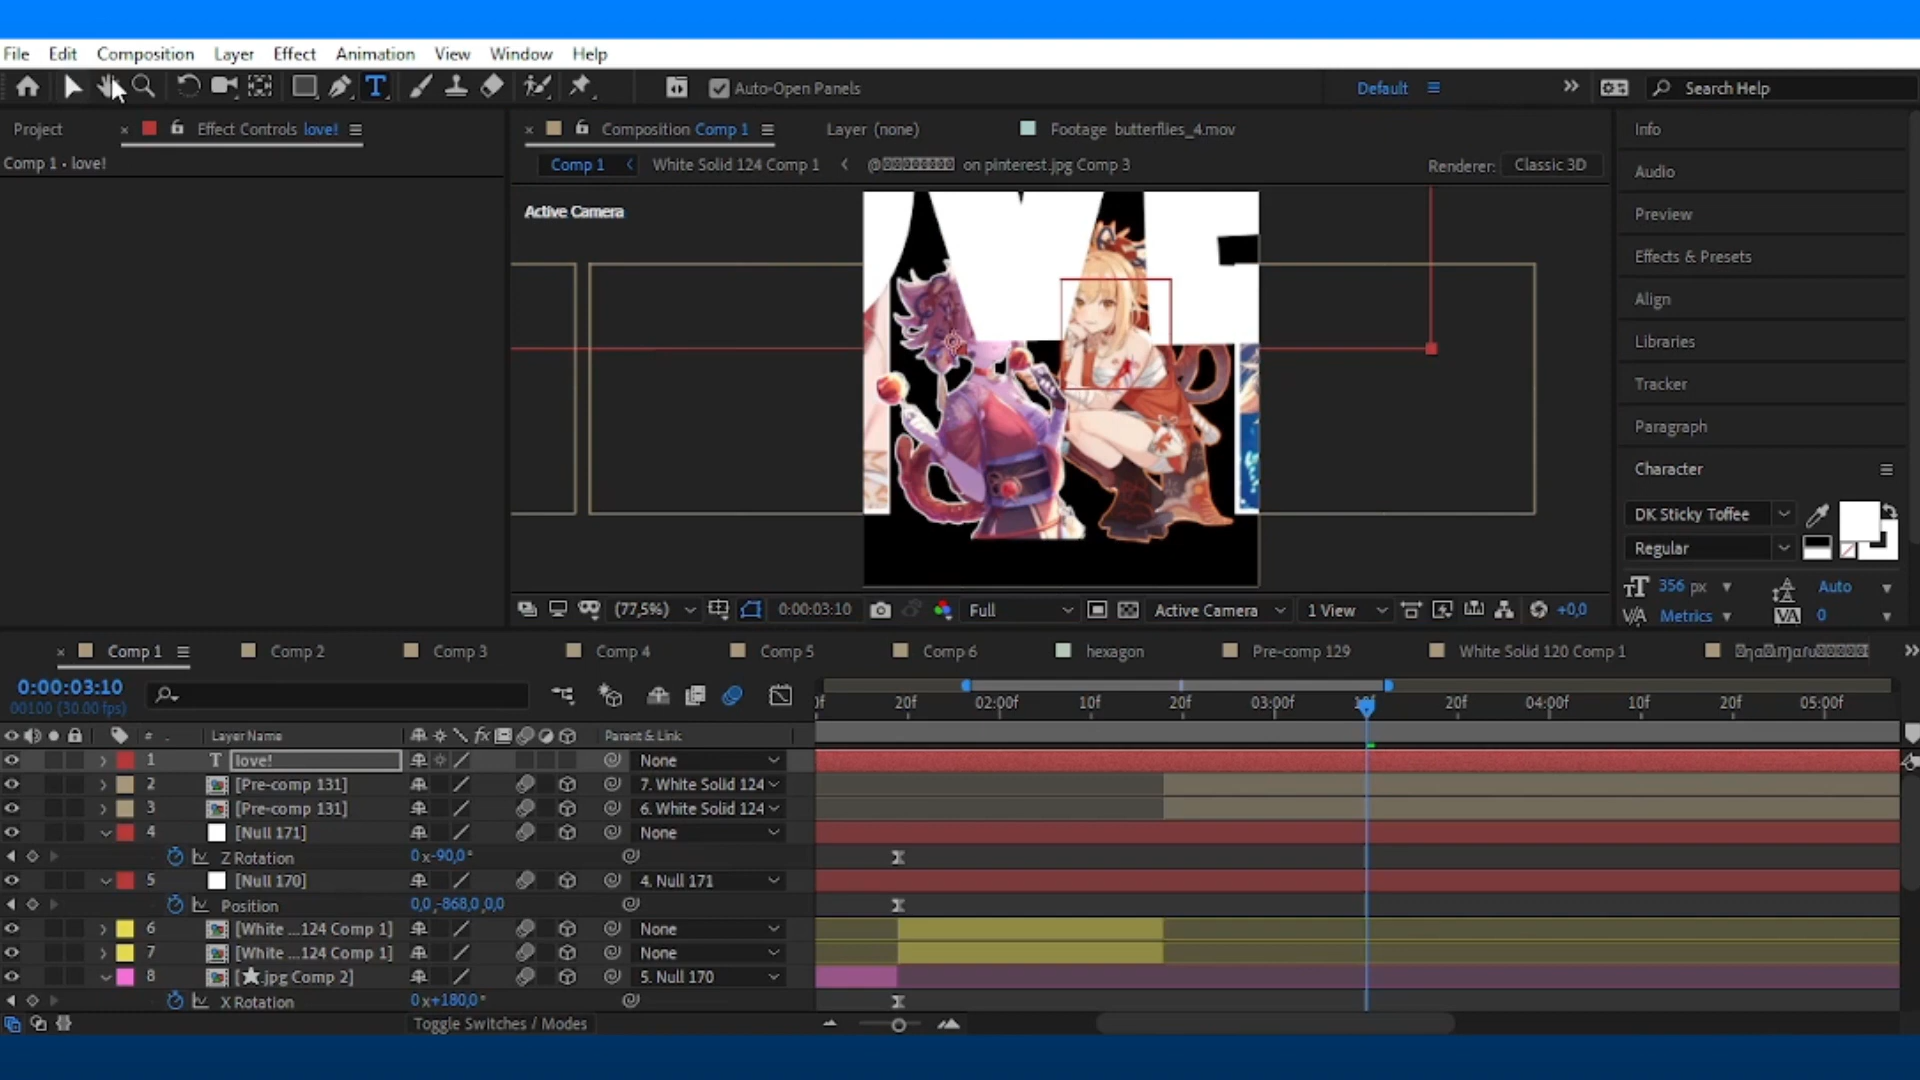 File Edit Composition Layer Effect Animation View Window Help
Auto-Open Panels Default Search Help
Project Effect Controls love! Composition Comp 1 Layer (none) Footage butterflies_4.mov Info
Comp 1 • love! Comp 1 White Solid 124 Comp 1 on pinterest.jpg Comp 3 Renderer: Classic 3D
Audio
Active Camera
Preview
Effects & Presets
Align
Libraries
Tracker
Paragraph
Character
DK Sticky Toffee
Regular
356 px Auto
(77,5%) 0:00:03:10 Full Active Camera 1 View +0,0 Metrics 0
Comp 1 Comp 2 Comp 3 Comp 4 Comp 5 Comp 6 hexagon Pre-comp 129 White Solid 120 Comp 1
0:00:03:10
00100 (30.00 fps) 20f 02:00f 10f 20f 03:00f 20f 04:00f 10f 20f 05:00f
# Layer Name fx Parent & Link
1 T love! None
2 [Pre-comp 131] 7. White Solid 124
3 [Pre-comp 131] 6. White Solid 124
4 [Null 171] None
Z Rotation 0x-90,0°
5 [Null 170] 4. Null 171
Position 0,0,-868,0,0,0
6 [White ...124 Comp 1] None
7 [White ...124 Comp 1] None
8 [★.jpg Comp 2] 5. Null 170
X Rotation 0x+180,0°
Toggle Switches / Modes